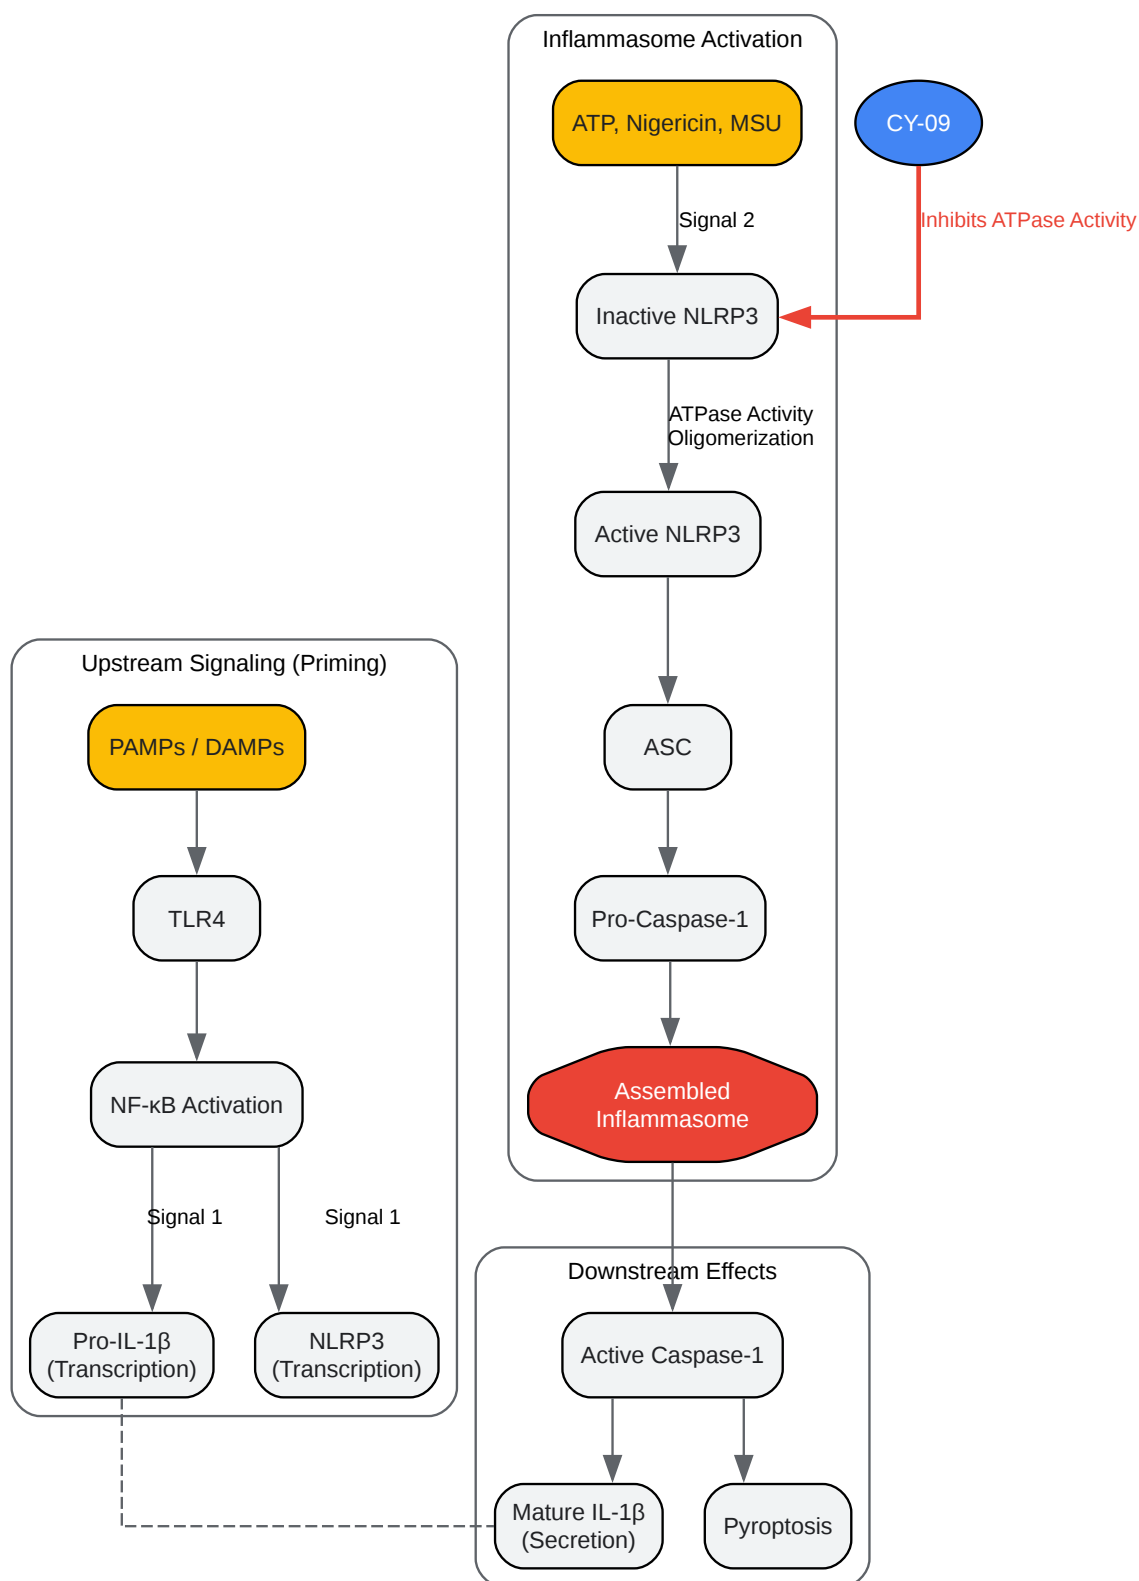 Inflammasome Activation
ATP, Nigericin, MSU
CY-09
Signal 2
Inhibits ATPase Activity
Inactive NLRP3
ATPase Activity
Oligomerization
Active NLRP3
Upstream Signaling (Priming)
PAMPs / DAMPs
ASC
TLR4
Pro-Caspase-1
NF-κB Activation
Assembled
Inflammasome
Signal 1
Signal 1
Downstream Effects
Pro-IL-1β
(Transcription)
NLRP3
(Transcription)
Active Caspase-1
Mature IL-1β
(Secretion)
Pyroptosis